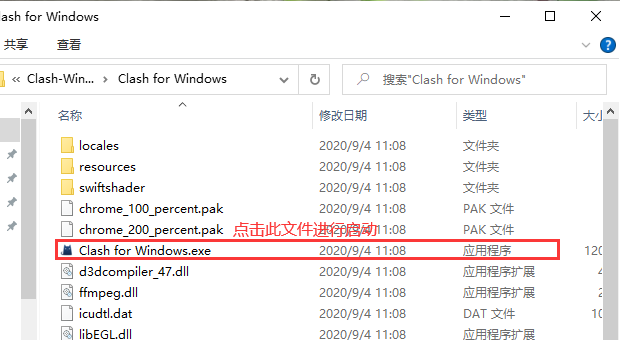 Clash for Windows
共享 查看
« Clash-Win... › Clash for Windows 搜索"Clash for Windows"
名称 修改日期 类型 大小
locales 2020/9/4 11:08 文件夹
resources 2020/9/4 11:08 文件夹
swiftshader 2020/9/4 11:08 文件夹
chrome_100_percent.pak 2020/9/4 11:08 PAK 文件
chrome_200_percent.pak 2020/9/4 11:08 PAK 文件
点击此文件进行启动
Clash for Windows.exe 2020/9/4 11:08 应用程序 120
d3dcompiler_47.dll 2020/9/4 11:08 应用程序扩展 4
ffmpeg.dll 2020/9/4 11:08 应用程序扩展 2
icudtl.dat 2020/9/4 11:08 DAT 文件
libEGL.dll 2020/9/4 11:08 应用程序扩展